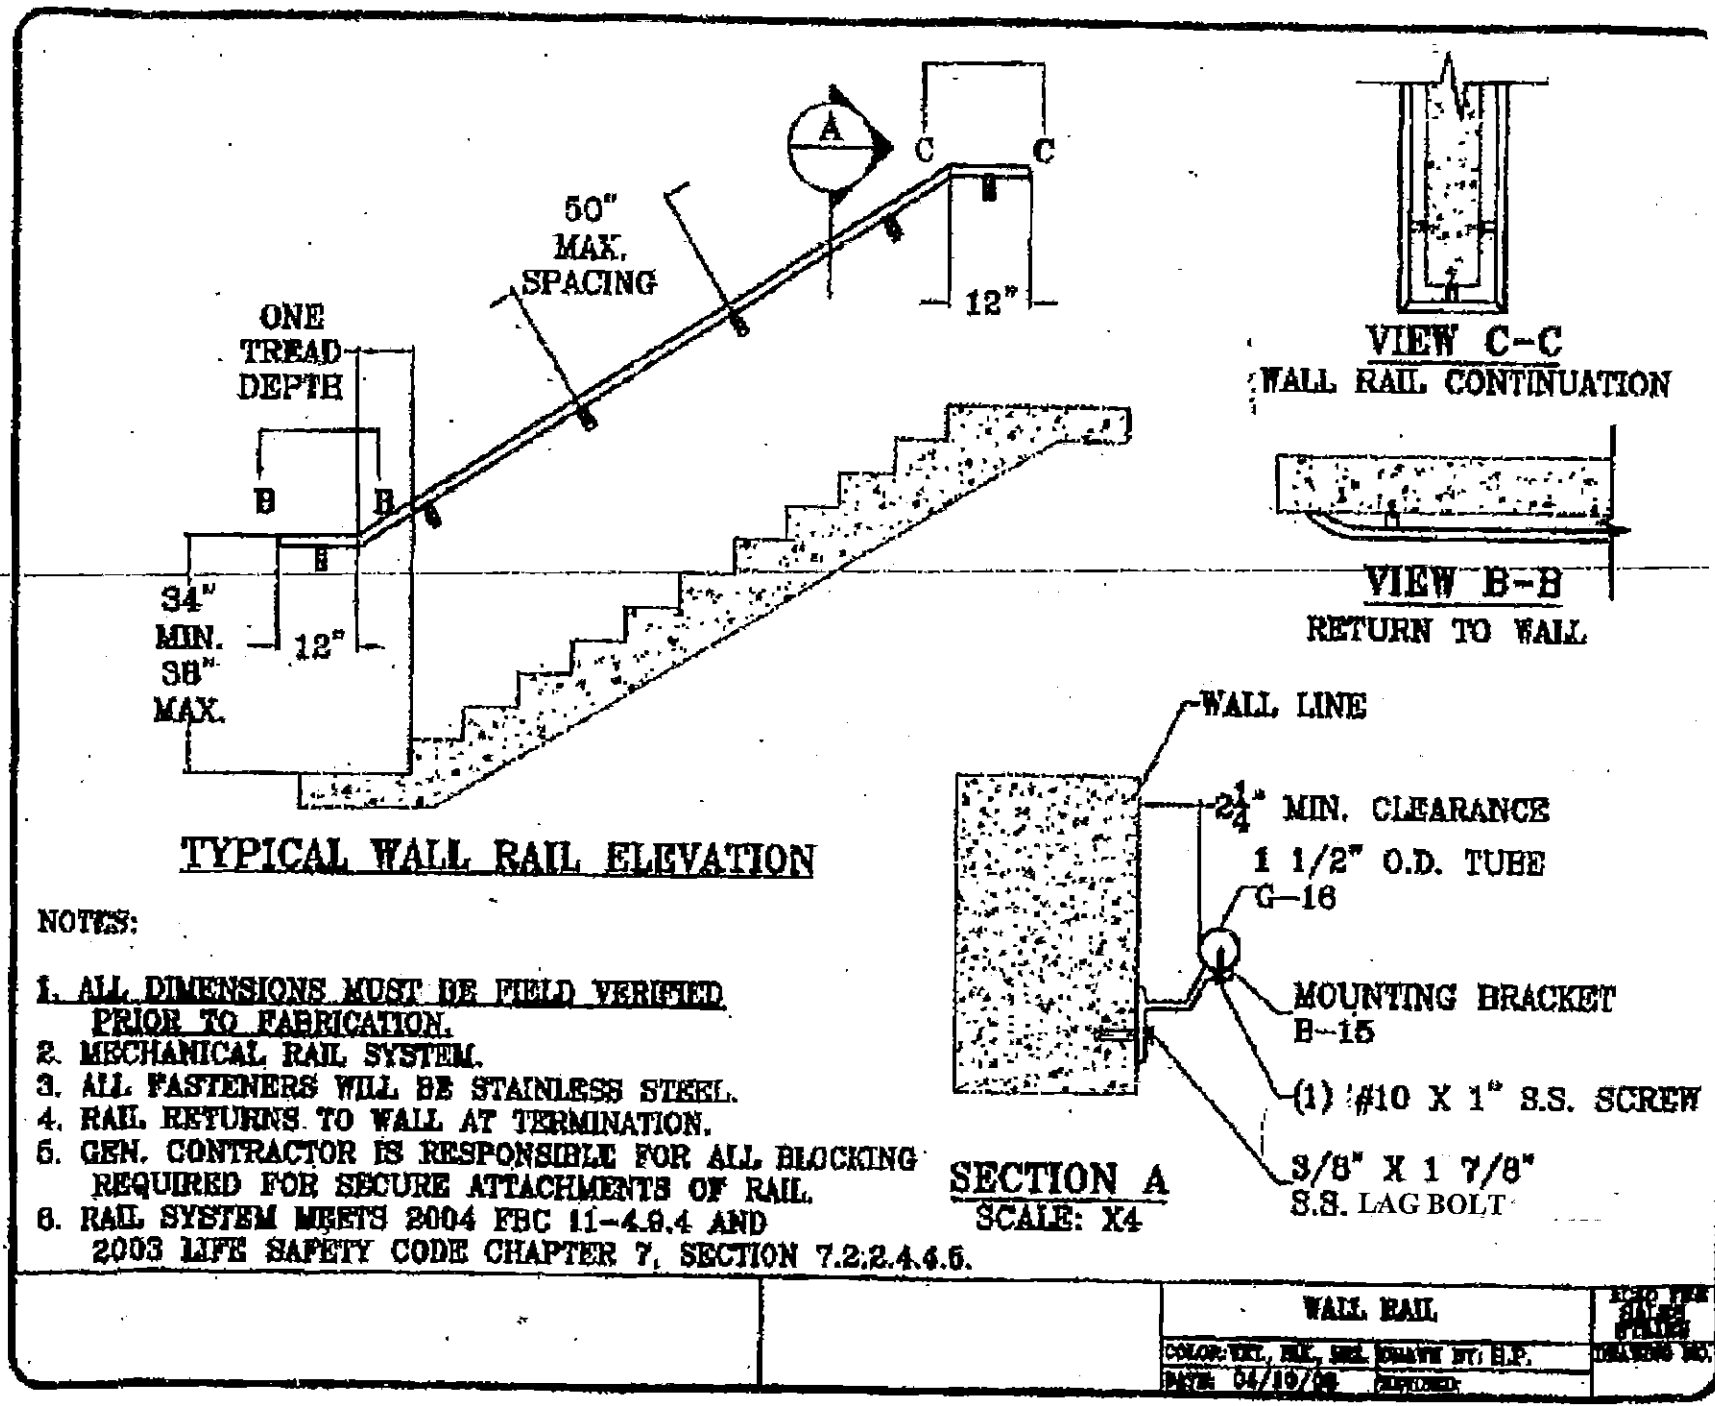 A
C C
50"
MAX.
SPACING
12"
ONE
TREAD
DEPTH
B B
34"
MIN.
38"
MAX.
12"
TYPICAL WALL RAIL ELEVATION
VIEW C-C
WALL RAIL CONTINUATION
VIEW B-B
RETURN TO WALL
WALL LINE
2 1/4" MIN. CLEARANCE
1 1/2" O.D. TUBE
G-16
MOUNTING BRACKET
B-15
(1) #10 X 1" S.S. SCREW
3/8" X 1 7/8"
S.S. LAG BOLT
SECTION A
SCALE: X4
NOTES:
1. ALL DIMENSIONS MUST BE FIELD VERIFIED
PRIOR TO FABRICATION.
2. MECHANICAL RAIL SYSTEM.
3. ALL FASTENERS WILL BE STAINLESS STEEL.
4. RAIL RETURNS TO WALL AT TERMINATION.
5. GEN. CONTRACTOR IS RESPONSIBLE FOR ALL BLOCKING
REQUIRED FOR SECURE ATTACHMENTS OF RAIL.
6. RAIL SYSTEM MEETS 2004 FBC 11-4.9.4 AND
2003 LIFE SAFETY CODE CHAPTER 7, SECTION
WALL RAIL
COLOR: DRAWN BY: H.P.
DATE:
DRAWING NO.